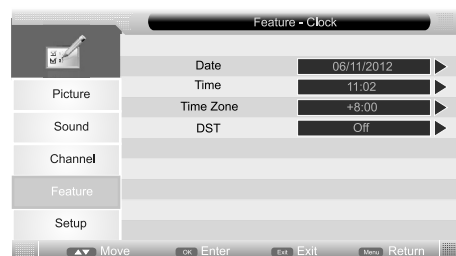 Feature - Clock
Date 06/11/2012
Time 11:02
Time Zone +8:00
DST Off
Picture
Sound
Channel
Feature
Setup
▲▼ Move OK Enter Exit Exit Menu Return